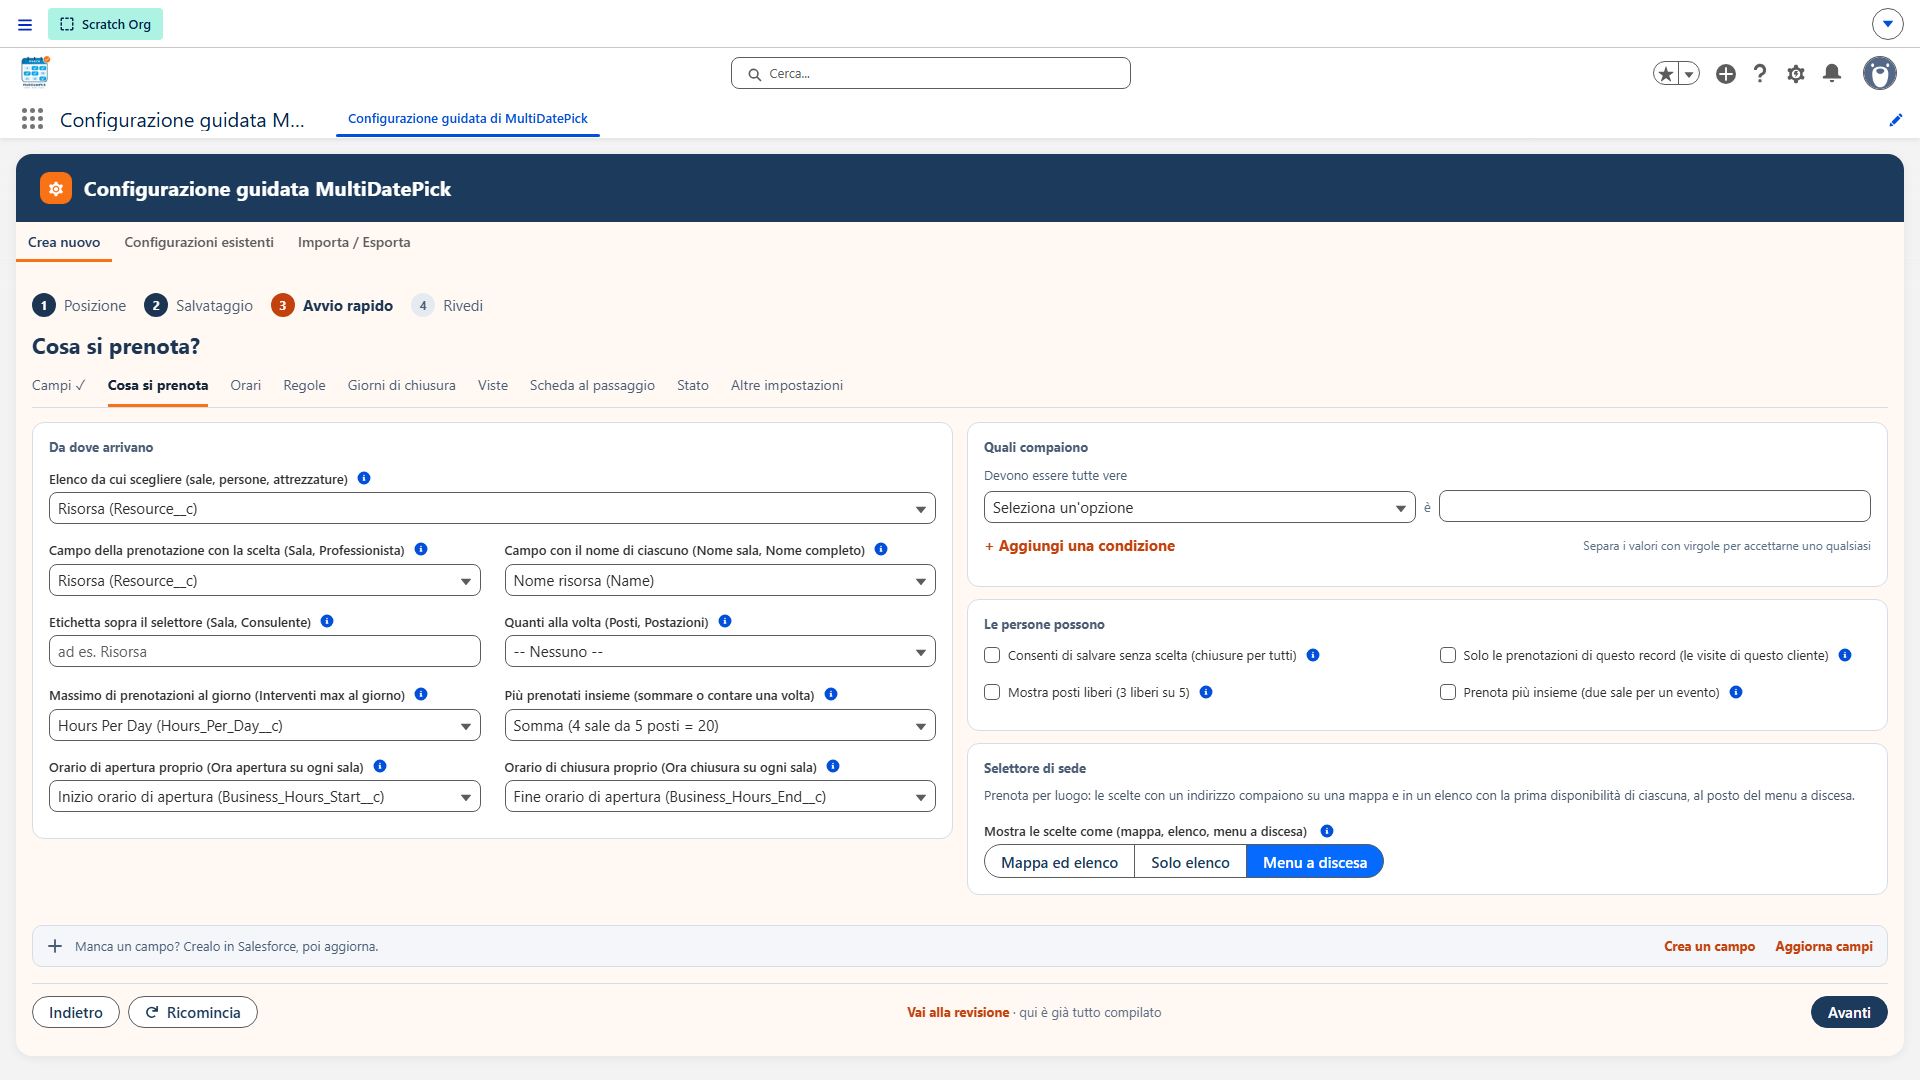 Scratch Org
Cerca...
Configurazione guidata M...
Configurazione guidata di MultiDatePick
Configurazione guidata MultiDatePick
Crea nuovo
Configurazioni esistenti
Importa / Esporta
1 Posizione
2 Salvataggio
3 Avvio rapido
4 Rivedi
Cosa si prenota?
Campi ✓
Cosa si prenota
Orari
Regole
Giorni di chiusura
Viste
Scheda al passaggio
Stato
Altre impostazioni
Da dove arrivano
Elenco da cui scegliere (sale, persone, attrezzature)
Risorsa (Resource__c)
Campo della prenotazione con la scelta (Sala, Professionista)
Risorsa (Resource__c)
Campo con il nome di ciascuno (Nome sala, Nome completo)
Nome risorsa (Name)
Etichetta sopra il selettore (Sala, Consulente)
ad es. Risorsa
Quanti alla volta (Posti, Postazioni)
-- Nessuno --
Massimo di prenotazioni al giorno (Interventi max al giorno)
Hours Per Day (Hours_Per_Day__c)
Più prenotati insieme (sommare o contare una volta)
Somma (4 sale da 5 posti = 20)
Orario di apertura proprio (Ora apertura su ogni sala)
Inizio orario di apertura (Business_Hours_Start__c)
Orario di chiusura proprio (Ora chiusura su ogni sala)
Fine orario di apertura (Business_Hours_End__c)
Quali compaiono
Devono essere tutte vere
Seleziona un'opzione
è
+ Aggiungi una condizione
Separa i valori con virgole per accettarne uno qualsiasi
Le persone possono
Consenti di salvare senza scelta (chiusure per tutti)
Solo le prenotazioni di questo record (le visite di questo cliente)
Mostra posti liberi (3 liberi su 5)
Prenota più insieme (due sale per un evento)
Selettore di sede
Prenota per luogo: le scelte con un indirizzo compaiono su una mappa e in un elenco con la prima disponibilità di ciascuna, al posto del menu a discesa.
Mostra le scelte come (mappa, elenco, menu a discesa)
Mappa ed elenco
Solo elenco
Menu a discesa
Manca un campo? Crealo in Salesforce, poi aggiorna.
Crea un campo
Aggiorna campi
Indietro
Ricomincia
Vai alla revisione · qui è già tutto compilato
Avanti